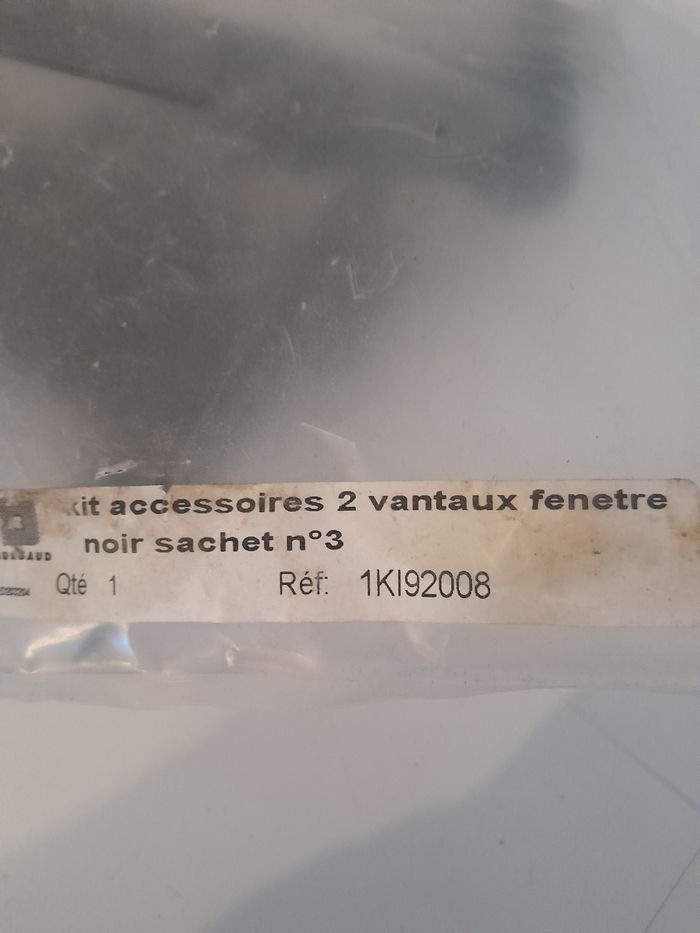 kit accessoires 2 vantaux fenetre
noir sachet n°3
Qté 1 Réf: 1KI92008